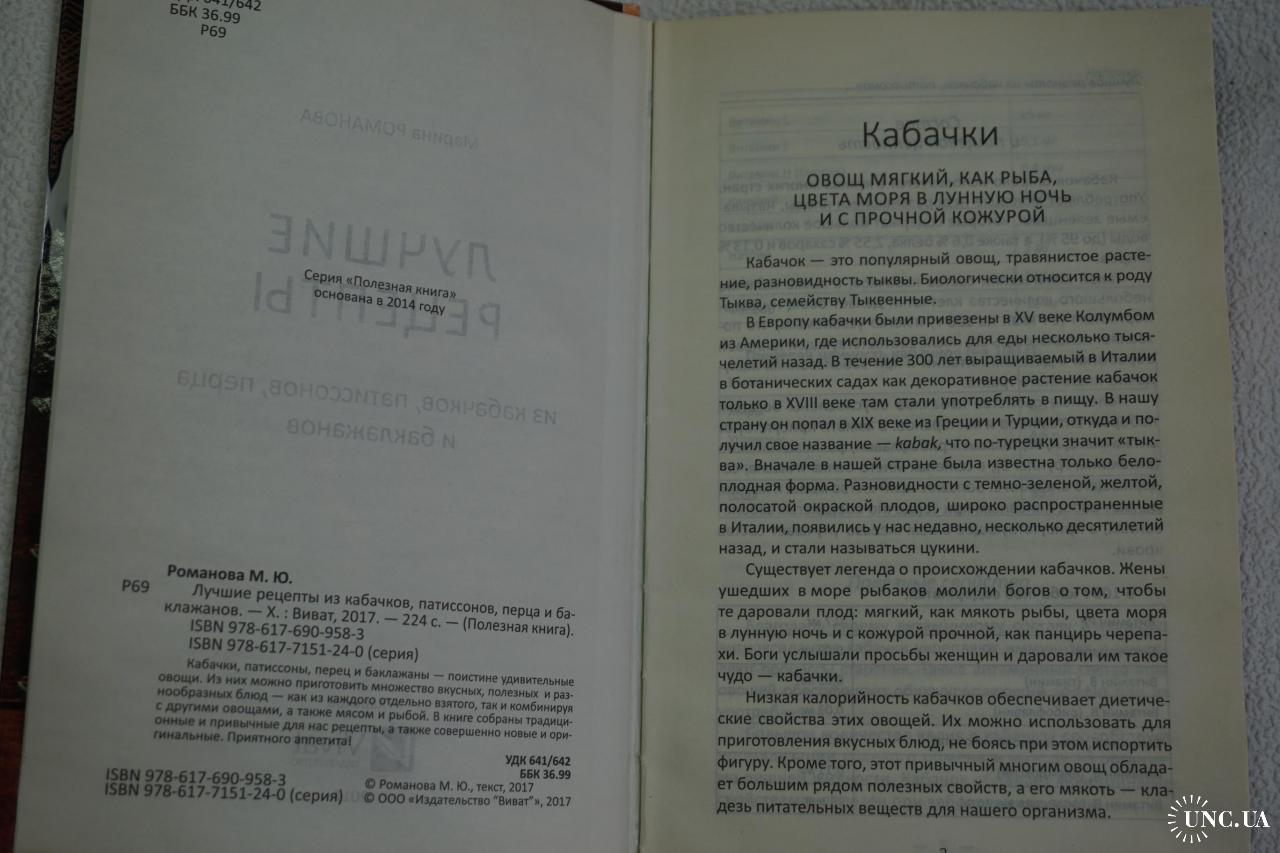 УДК 641/642
ББК 36.99
Р69
Марина РОМАНОВА
ЛУЧШИЕ
РЕЦЕПТЫ
из кабачков, патиссонов, перца
и баклажанов
Серия «Полезная книга»
основана в 2014 году
Романова М. Ю.
Р69 Лучшие рецепты из кабачков, патиссонов, перца и ба-
клажанов. — Х. : Виват, 2017. — 224 с. — (Полезная книга).
ISBN 978-617-690-958-3
ISBN 978-617-7151-24-0 (серия)
Кабачки, патиссоны, перец и баклажаны — поистине удивительные
овощи. Из них можно приготовить множество вкусных, полезных и раз-
нообразных блюд — как из каждого отдельно взятого, так и комбинируя
с другими овощами, а также мясом и рыбой. В книге собраны традици-
онные и привычные для нас рецепты, а также совершенно новые и ори-
гинальные. Приятного аппетита!
УДК 641/642
ББК 36.99
ISBN 978-617-690-958-3
ISBN 978-617-7151-24-0 (серия)
© Романова М. Ю., текст, 2017
© ООО «Издательство "Виват"», 2017
Кабачки
ОВОЩ МЯГКИЙ, КАК РЫБА,
ЦВЕТА МОРЯ В ЛУННУЮ НОЧЬ
И С ПРОЧНОЙ КОЖУРОЙ
Кабачок — это популярный овощ, травянистое расте-
ние, разновидность тыквы. Биологически относится к роду
Тыква, семейству Тыквенные.
В Европу кабачки были привезены в XV веке Колумбом
из Америки, где использовались для еды несколько тыся-
челетий назад. В течение 300 лет выращиваемый в Италии
в ботанических садах как декоративное растение кабачок
только в XVIII веке там стали употреблять в пищу. В нашу
страну он попал в XIX веке из Греции и Турции, откуда и по-
лучил свое название — kabak, что по-турецки значит «тык-
ва». Вначале в нашей стране была известна только бело-
плодная форма. Разновидности с темно-зеленой, желтой,
полосатой окраской плодов, широко распространенные
в Италии, появились у нас недавно, несколько десятилетий
назад, и стали называться цукини.
Существует легенда о происхождении кабачков. Жены
ушедших в море рыбаков молили богов о том, чтобы
те даровали плод: мягкий, как мякоть рыбы, цвета моря
в лунную ночь и с кожурой прочной, как панцирь черепа-
хи. Боги услышали просьбы женщин и даровали им такое
чудо — кабачки.
Низкая калорийность кабачков обеспечивает диетиче-
ские свойства этих овощей. Их можно использовать для
приготовления вкусных блюд, не боясь при этом испортить
фигуру. Кроме того, этот привычный многим овощ облада-
ет большим рядом полезных свойств, а его мякоть — кла-
дезь питательных веществ для нашего организма.
UNC.UA